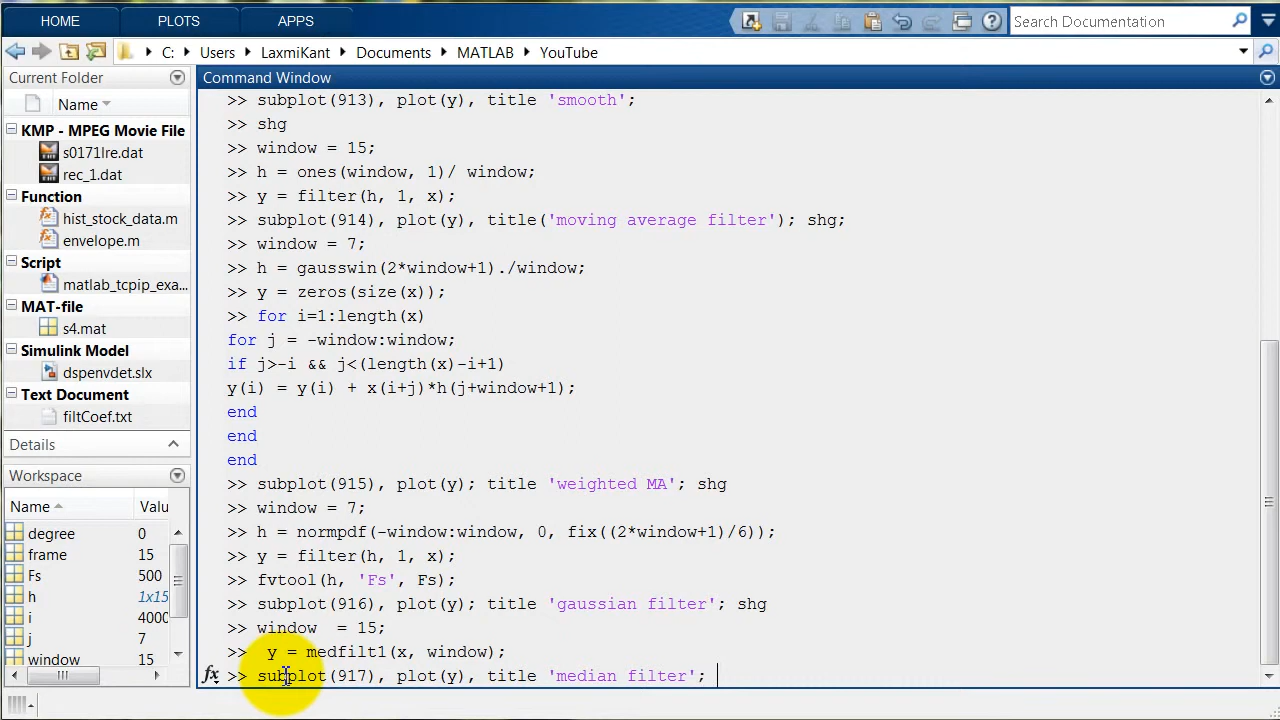 HOME PLOTS APPS Search Documentation
C: Users LaxmiKant Documents MATLAB YouTube
Current Folder
Name
KMP - MPEG Movie File
s0171lre.dat
rec_1.dat
Function
hist_stock_data.m
envelope.m
Script
matlab_tcpip_exa...
MAT-file
s4.mat
Simulink Model
dspenvdet.slx
Text Document
filtCoef.txt
Details
Workspace
Name Valu
degree 0
frame 15
Fs 500
h 1x15
i 4000
j 7
window 15
Command Window
>> subplot(913), plot(y), title 'smooth';
>> shg
>> window = 15;
>> h = ones(window, 1)/ window;
>> y = filter(h, 1, x);
>> subplot(914), plot(y), title('moving average filter'); shg;
>> window = 7;
>> h = gausswin(2*window+1)./window;
>> y = zeros(size(x));
>> for i=1:length(x)
for j = -window:window;
if j>-i && j<(length(x)-i+1)
y(i) = y(i) + x(i+j)*h(j+window+1);
end
end
end
>> subplot(915), plot(y); title 'weighted MA'; shg
>> window = 7;
>> h = normpdf(-window:window, 0, fix((2*window+1)/6));
>> y = filter(h, 1, x);
>> fvtool(h, 'Fs', Fs);
>> subplot(916), plot(y); title 'gaussian filter'; shg
>> window  = 15;
>>  y = medfilt1(x, window);
fx >> subplot(917), plot(y), title 'median filter';